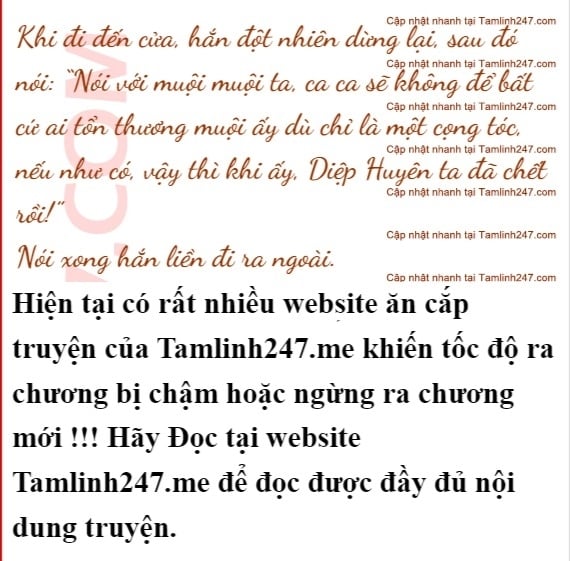 Cập nhật nhanh tại Tamlinh247.com
Khi đi đến cửa, hắn đột nhiên dừng lại, sau đó
Cập nhật nhanh tại Tamlinh247.com
nói: “Nói với muội muội ta, ca ca sẽ không để bất
Cập nhật nhanh tại Tamlinh247.com
cứ ai tổn thương muội ấy dù chỉ là một cọng tóc,
Cập nhật nhanh tại Tamlinh247.com
nếu như có, vậy thì khi ấy, Diệp Huyên ta đã chết
Cập nhật nhanh tại Tamlinh247.com
rồi!”
Cập nhật nhanh tại Tamlinh247.com
Nói xong hắn liền đi ra ngoài.
Cập nhật nhanh tại Tamlinh247.com
.COM
Hiện tại có rất nhiều website ăn cắp
truyện của Tamlinh247.me khiến tốc độ ra
chương bị chậm hoặc ngừng ra chương
mới !!! Hãy Đọc tại website
Tamlinh247.me để đọc được đầy đủ nội
dung truyện.